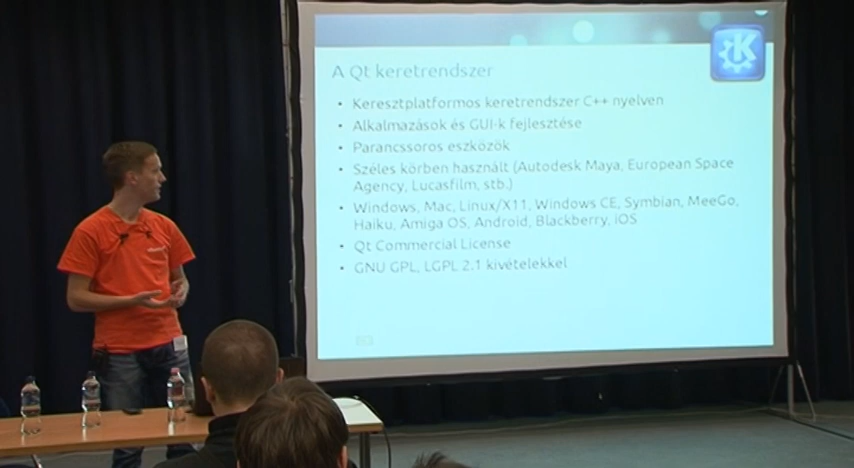 A Qt keretrendszer
• Keresztplatformos keretrendszer C++ nyelven
• Alkalmazások és GUI-k fejlesztése
• Parancssoros eszközök
• Széles körben használt (Autodesk Maya, European Space
Agency, Lucasfilm, stb.)
• Windows, Mac, Linux/X11, Windows CE, Symbian, MeeGo,
Haiku, Amiga OS, Android, Blackberry, iOS
• Qt Commercial License
• GNU GPL, LGPL 2.1 kivételekkel
K